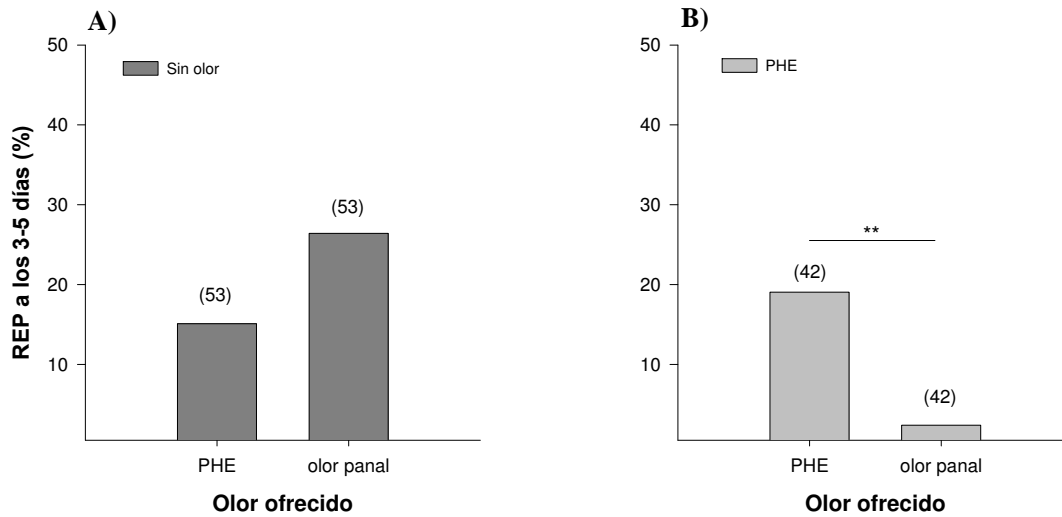 A)
50
40
30
20
10
REP a los 3-5 días (%)
Sin olor
(53)
(53)
PHE
olor panal
Olor ofrecido
B)
50
40
30
20
10
PHE
**
(42)
(42)
PHE
olor panal
Olor ofrecido